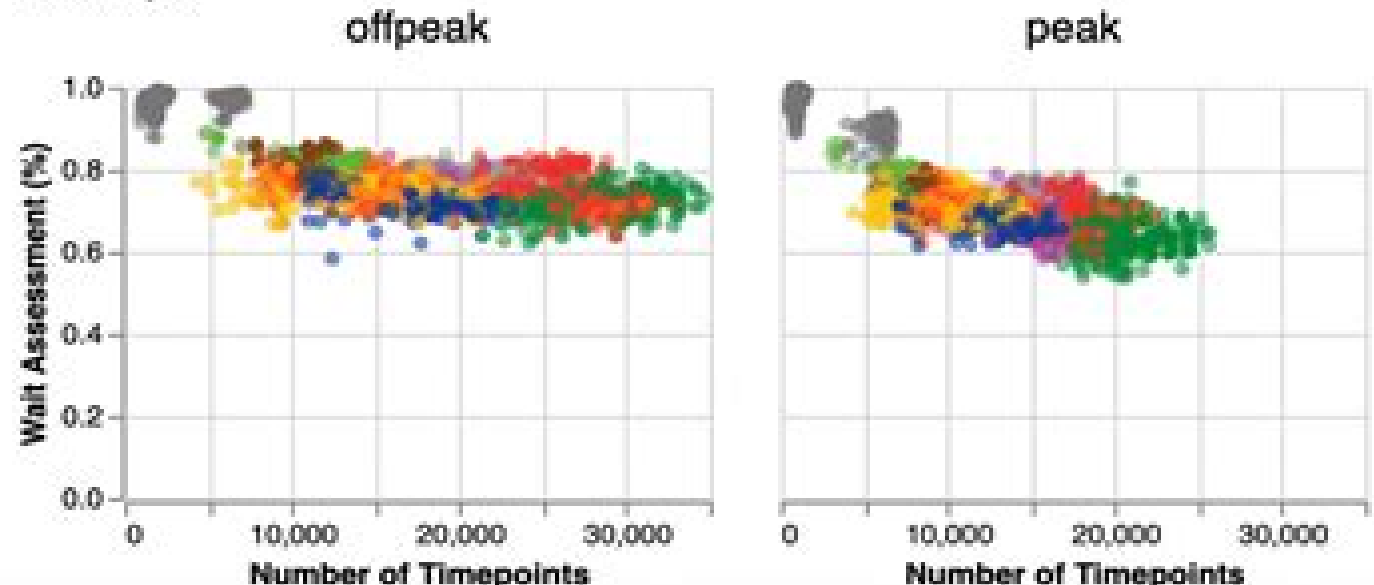 offpeak
peak
Wait Assessment (%)
1.0
0.8
0.6
0.4
0.2
0.0
0
10,000
20,000
30,000
0
10,000
20,000
30,000
Number of Timepoints
Number of Timepoints